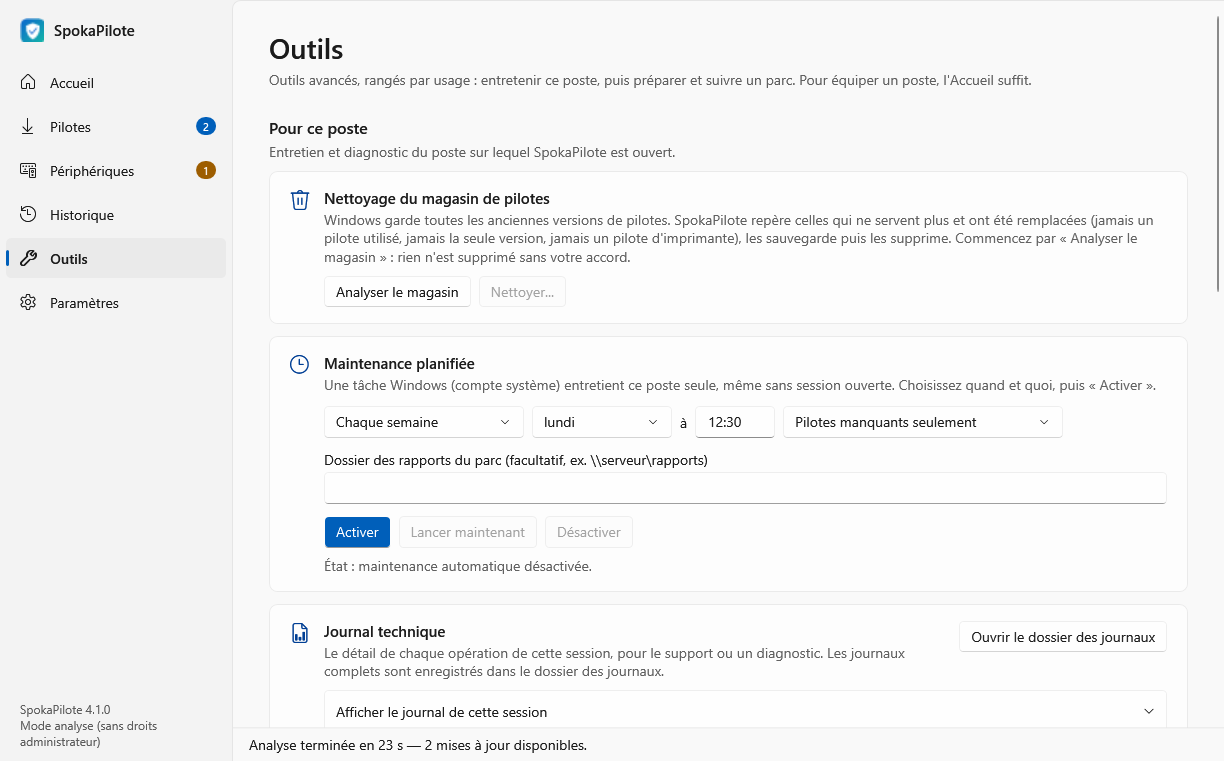 SpokaPilote
Accueil
Pilotes
2
Périphériques
1
Historique
Outils
Paramètres
SpokaPilote 4.1.0
Mode analyse (sans droits
administrateur)
Outils
Outils avancés, rangés par usage : entretenir ce poste, puis préparer et suivre un parc. Pour équiper un poste, l'Accueil suffit.
Pour ce poste
Entretien et diagnostic du poste sur lequel SpokaPilote est ouvert.
Nettoyage du magasin de pilotes
Windows garde toutes les anciennes versions de pilotes. SpokaPilote repère celles qui ne servent plus et ont été remplacées (jamais un
pilote utilisé, jamais la seule version, jamais un pilote d'imprimante), les sauvegarde puis les supprime. Commencez par « Analyser le
magasin » : rien n'est supprimé sans votre accord.
Analyser le magasin
Nettoyer...
Maintenance planifiée
Une tâche Windows (compte système) entretient ce poste seule, même sans session ouverte. Choisissez quand et quoi, puis « Activer ».
Chaque semaine
lundi
à
12:30
Pilotes manquants seulement
Dossier des rapports du parc (facultatif, ex. \\serveur\rapports)
Activer
Lancer maintenant
Désactiver
État : maintenance automatique désactivée.
Journal technique
Le détail de chaque opération de cette session, pour le support ou un diagnostic. Les journaux
complets sont enregistrés dans le dossier des journaux.
Ouvrir le dossier des journaux
Afficher le journal de cette session
Analyse terminée en 23 s — 2 mises à jour disponibles.